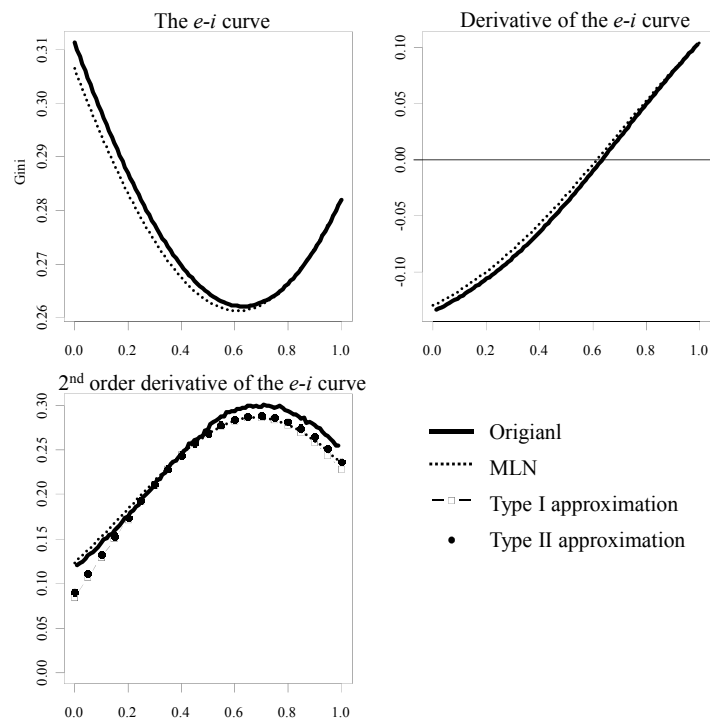 The e-i curve
Gini
0.31
0.30
0.29
0.28
0.27
0.26
0.0 0.2 0.4 0.6 0.8 1.0
Derivative of the e-i curve
0.10
0.05
0.00
-0.05
-0.10
0.0 0.2 0.4 0.6 0.8 1.0
2nd order derivative of the e-i curve
0.30
0.25
0.20
0.15
0.10
0.05
0.00
0.0 0.2 0.4 0.6 0.8 1.0
Origianl
MLN
Type I approximation
Type II approximation